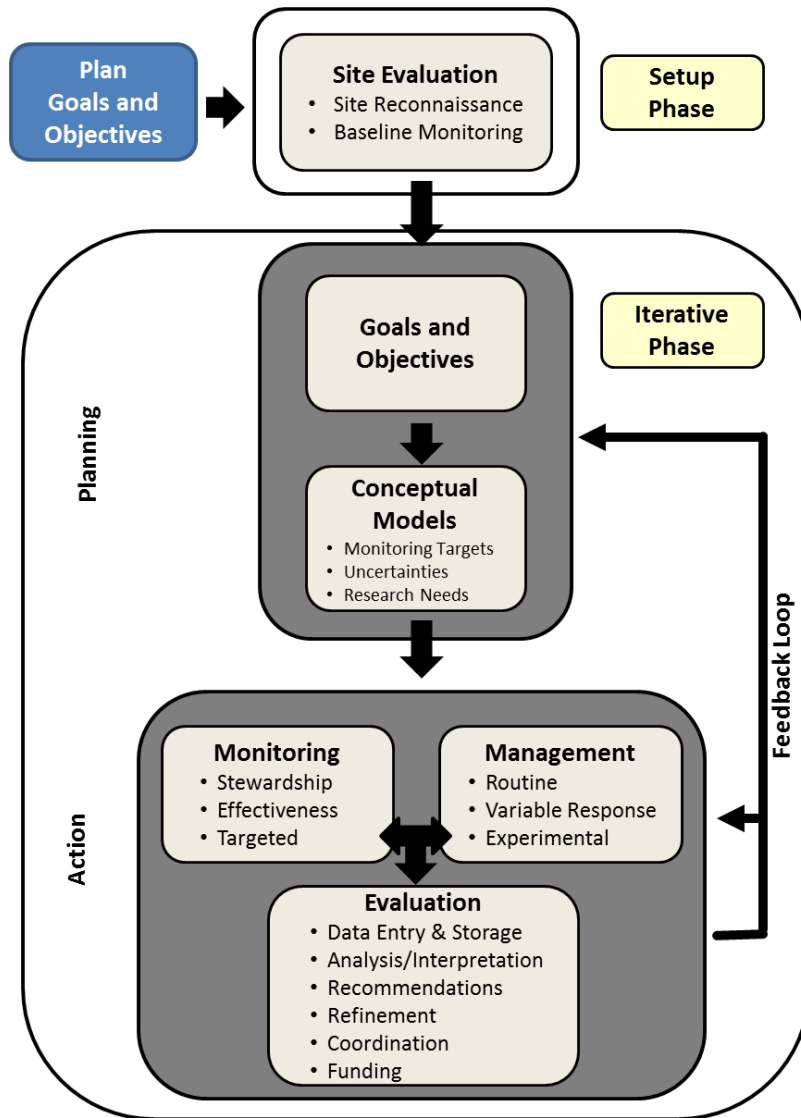 Plan
Goals and
Objectives
Site Evaluation
• Site Reconnaissance
• Baseline Monitoring
Setup
Phase
Goals and
Objectives
Iterative
Phase
Planning
Conceptual
Models
• Monitoring Targets
• Uncertainties
• Research Needs
Feedback Loop
Action
Monitoring
• Stewardship
• Effectiveness
• Targeted
Management
• Routine
• Variable Response
• Experimental
Evaluation
• Data Entry & Storage
• Analysis/Interpretation
• Recommendations
• Refinement
• Coordination
• Funding